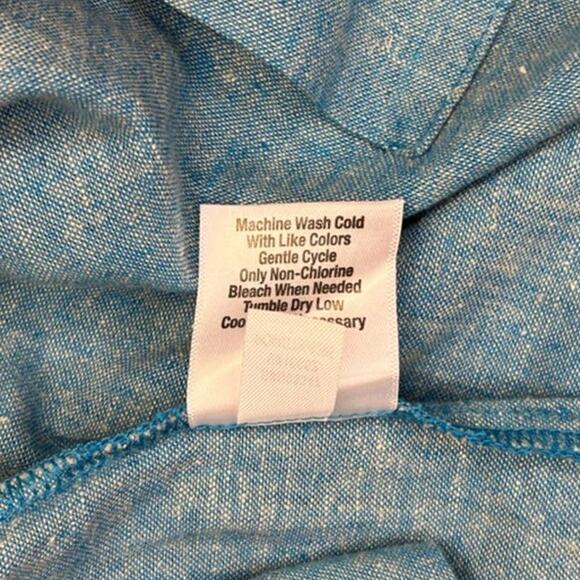 Machine Wash Cold
With Like Colors
Gentle Cycle
Only Non-Chlorine
Bleach When Needed
Tumble Dry Low